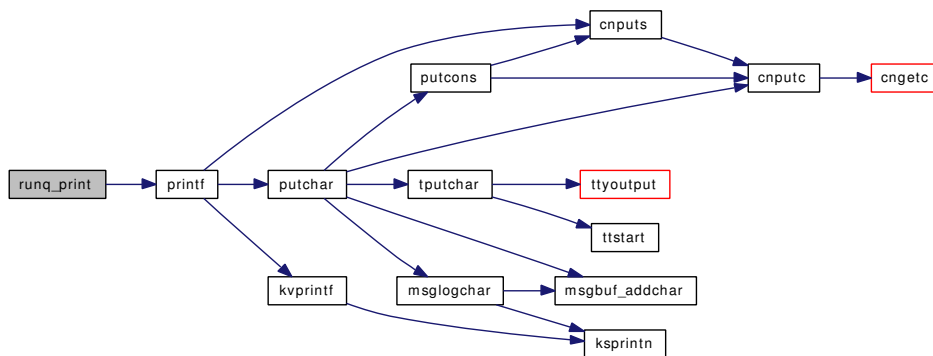 cnputs
putcons
cnputc
cngetc
runq_print
printf
putchar
tputchar
ttyoutput
ttstart
kvprintf
msglogchar
msgbuf_addchar
ksprintn